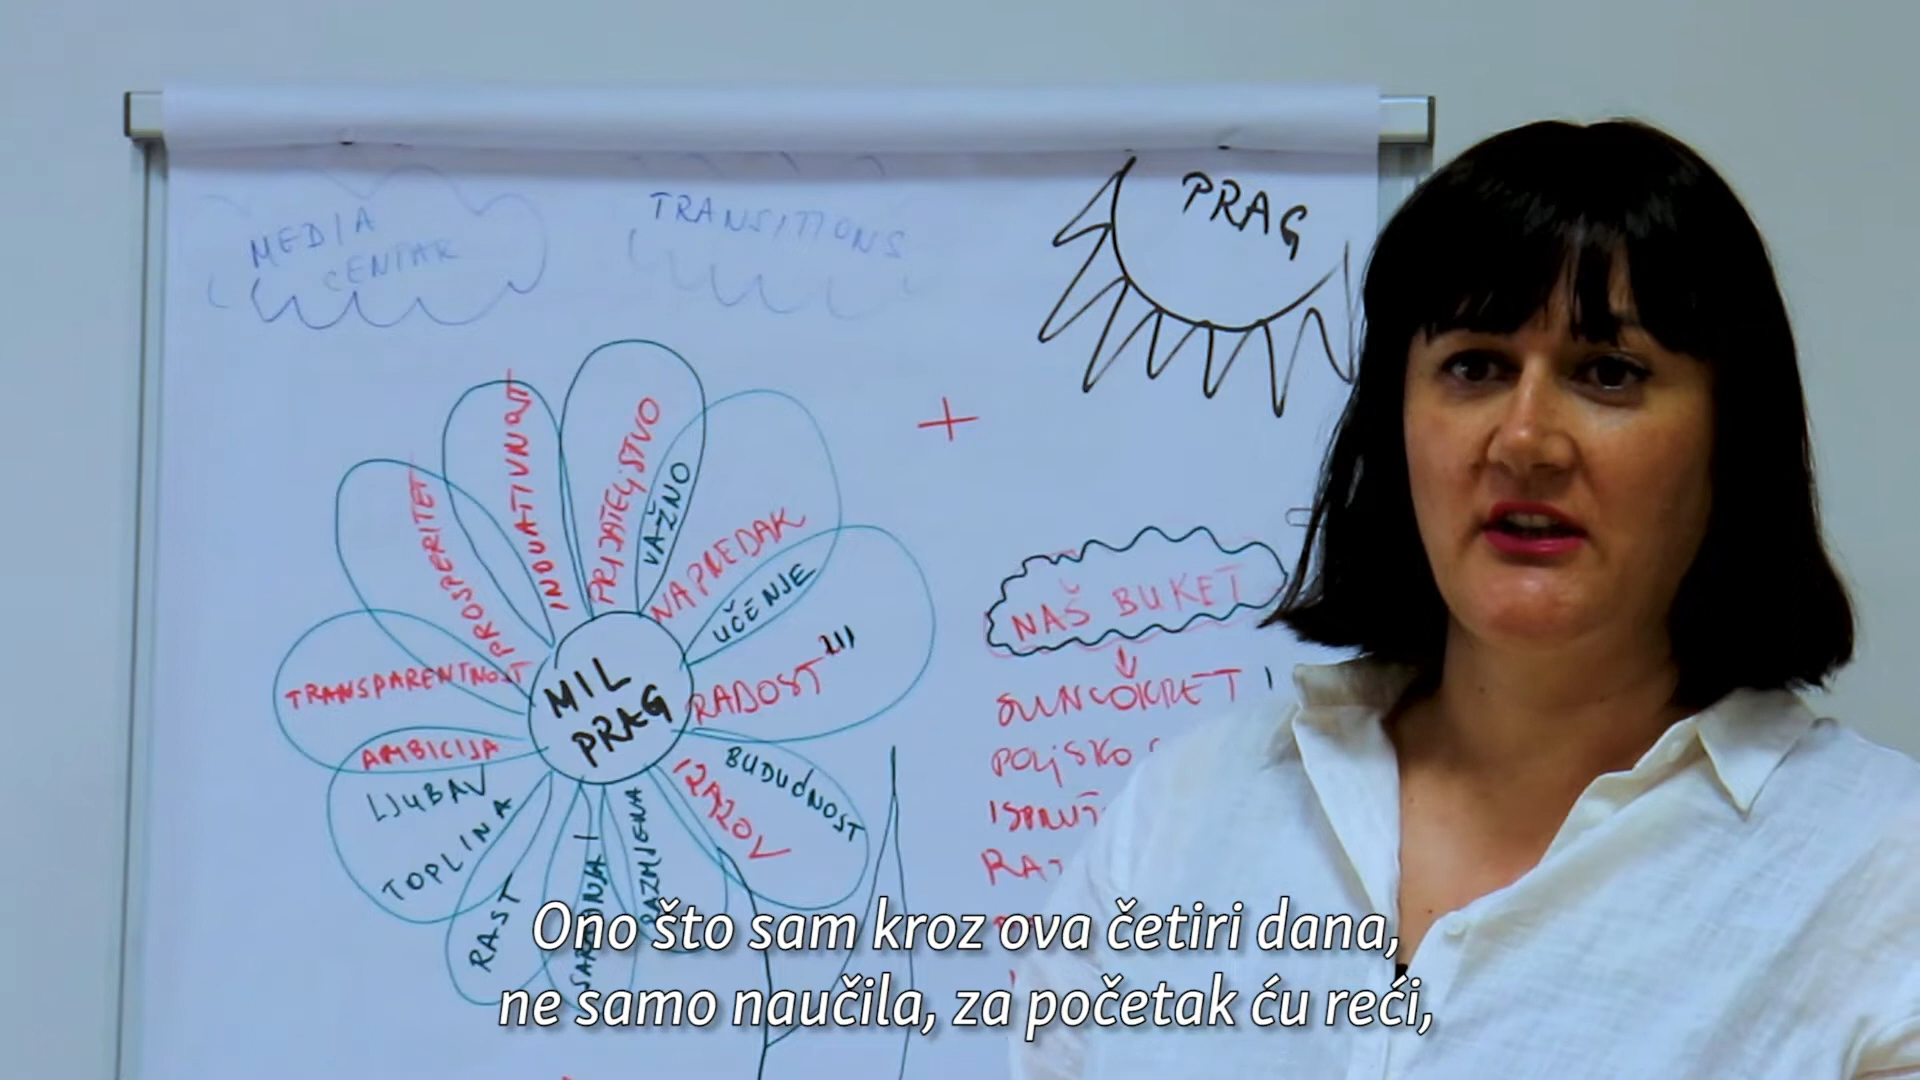 MEDIA
CENTAR
TRANSITIONS
PRAG
+
PROSPERITET
INOVATIVNOST
PRIJATELJSTVO
VAŽNO
NAPREDAK
UČENJE
RADOST !!!
TRANSPARENTNOST
AMBICIJA
LJUBAV
TOPLINA
RAST
SARADNJA
RAZMJENA
IZAZOV
BUDUĆNOST
MIL
PRAG
NAŠ BUKET
SUNCOKRET
POLJSKO
Ono što sam kroz ova četiri dana,
ne samo naučila, za početak ću reći,